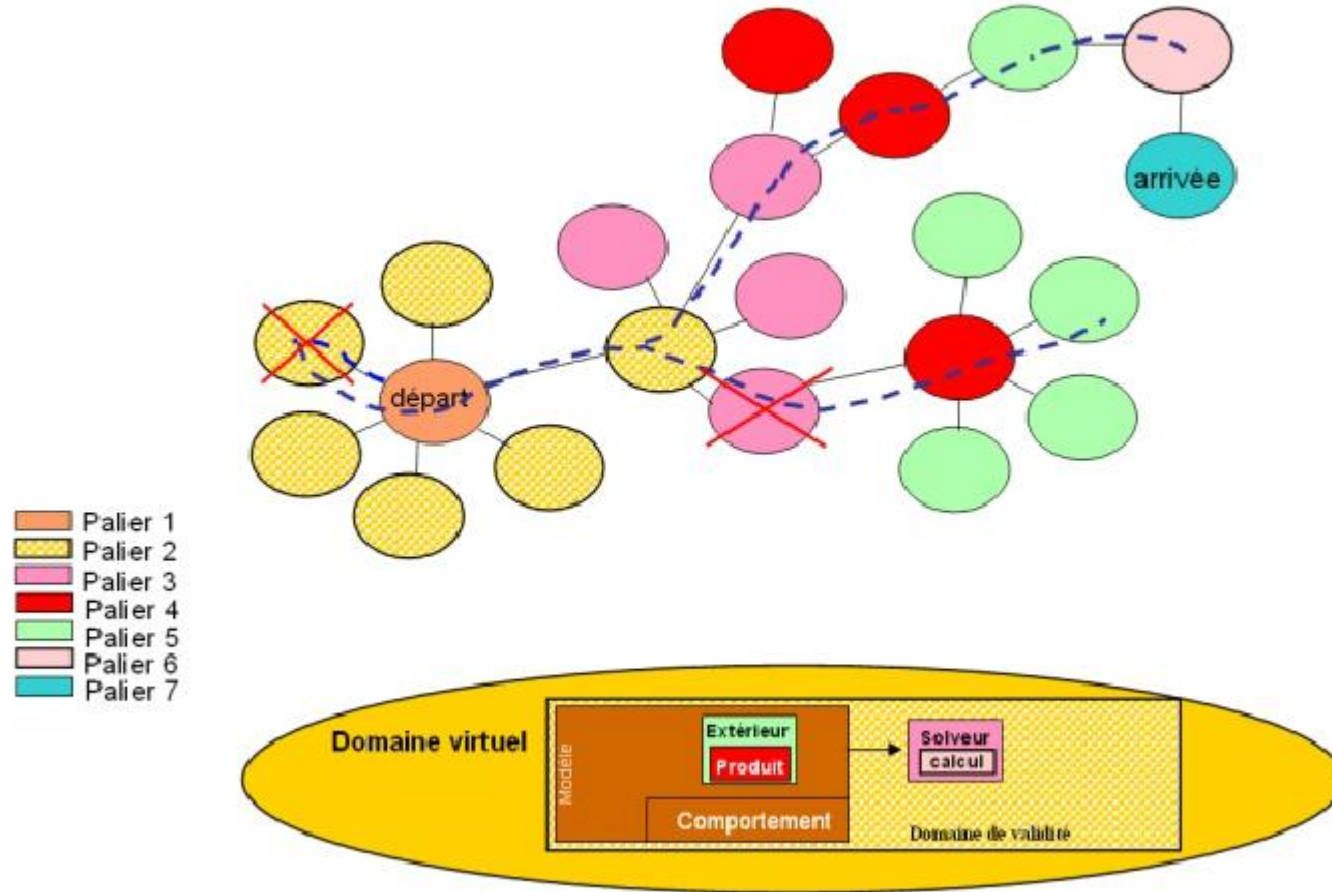 arrivée
départ
Palier 1
Palier 2
Palier 3
Palier 4
Palier 5
Palier 6
Palier 7
Domaine virtuel
Modèle
Extérieur
Produit
Comportement
Solveur
calcul
Domaine de validité